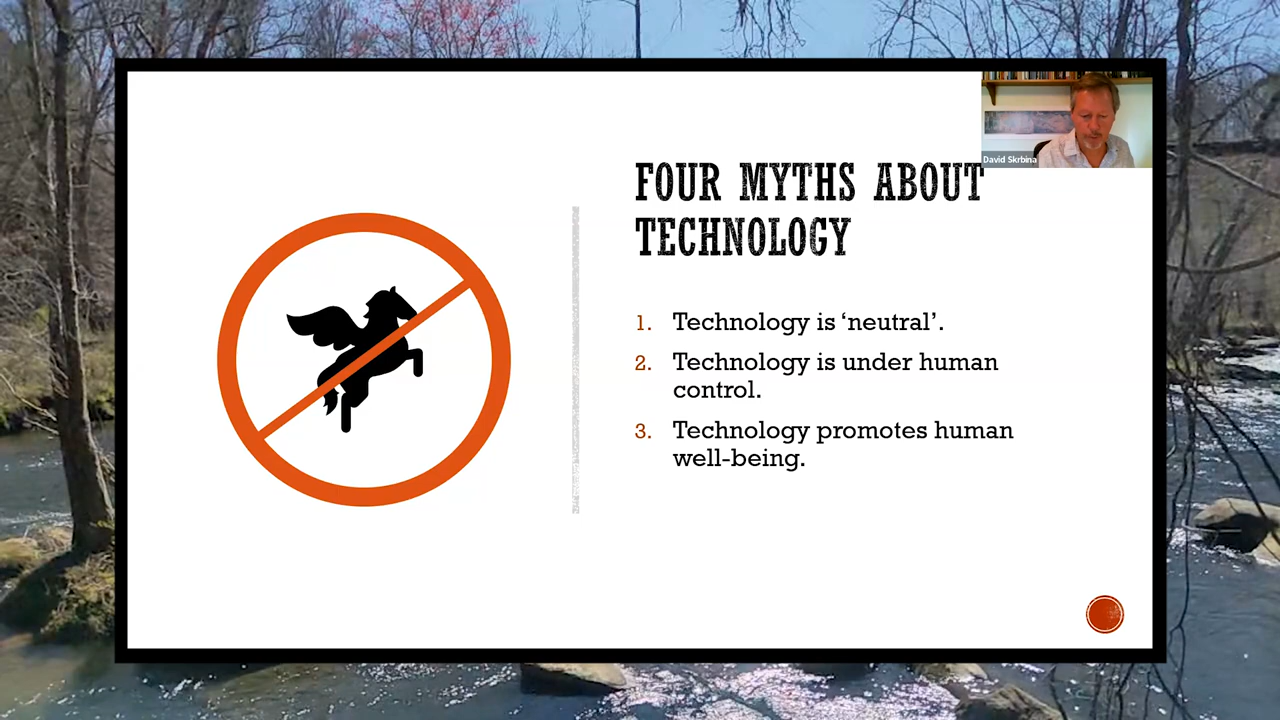 David Skrbina
FOUR MYTHS ABOUT
TECHNOLOGY
1. Technology is ‘neutral’.
2. Technology is under human
control.
3. Technology promotes human
well-being.